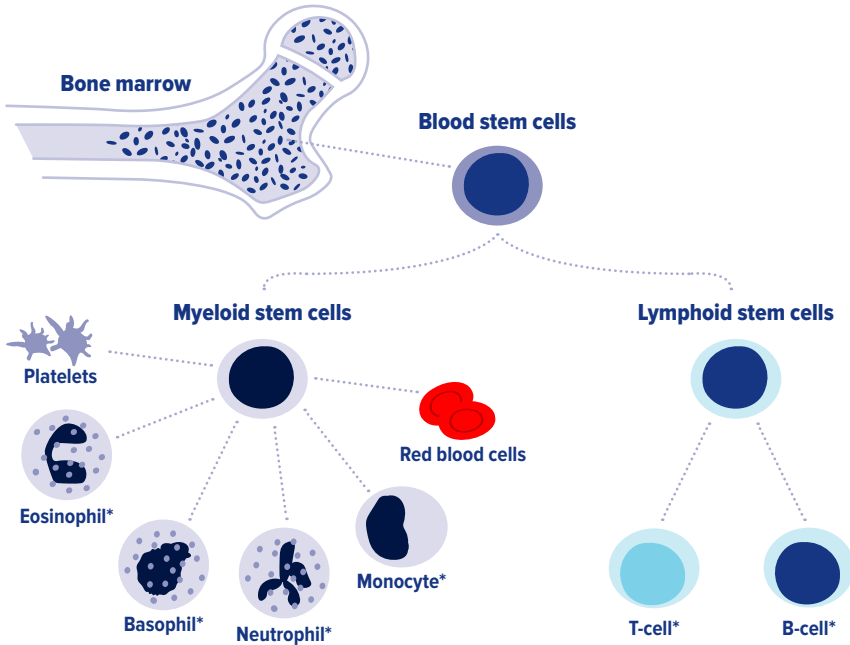 Bone marrow
Blood stem cells
Myeloid stem cells
Lymphoid stem cells
Platelets
Red blood cells
Eosinophil*
Monocyte*
Basophil*
Neutrophil*
T-cell*
B-cell*